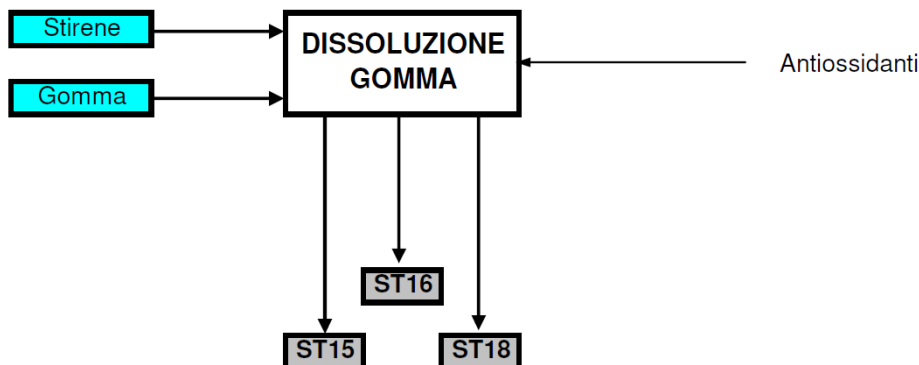 Stirene
DISSOLUZIONE
GOMMA
Antiossidanti
Gomma
ST16
ST15
ST18